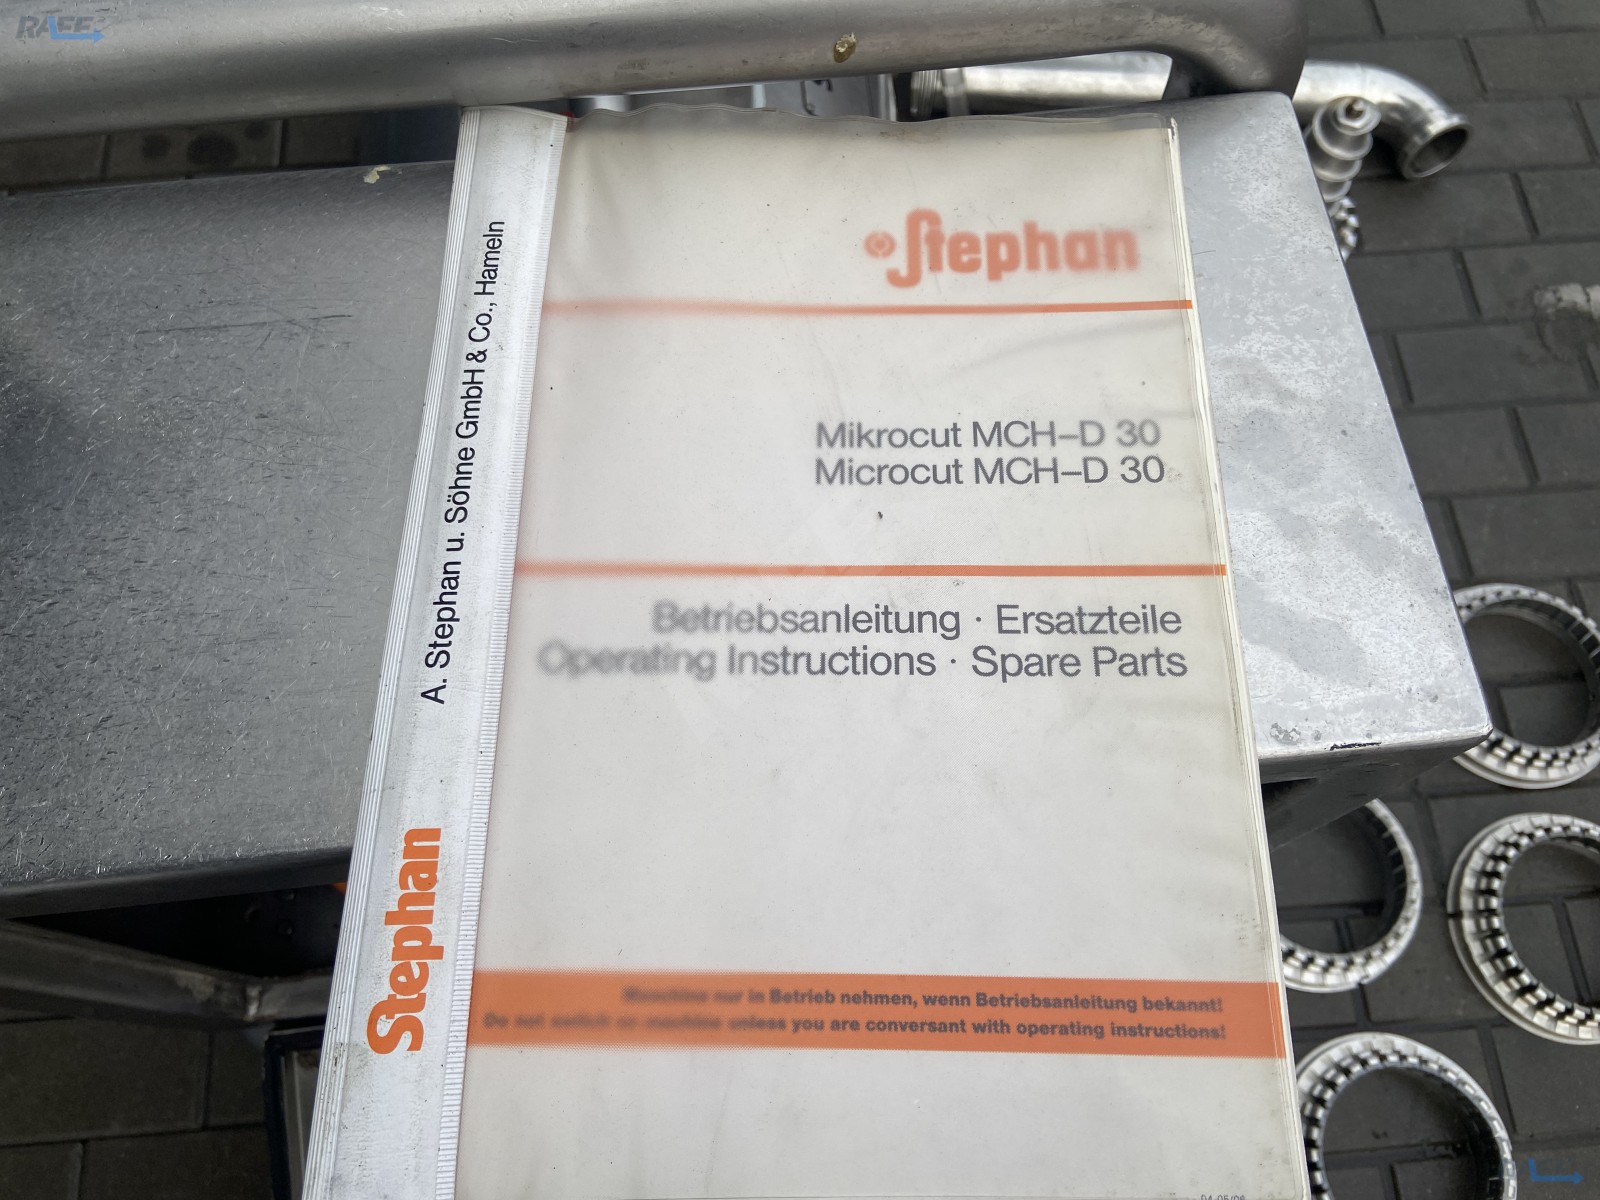 Stephan
Mikrocut MCH–D 30
Microcut MCH–D 30
Betriebsanleitung · Ersatzteile
Operating Instructions · Spare Parts
Maschine nur in Betrieb nehmen, wenn Betriebsanleitung bekannt!
Do not switch on machine unless you are conversant with operating instructions!
A. Stephan u. Söhne GmbH & Co., Hameln
Stephan